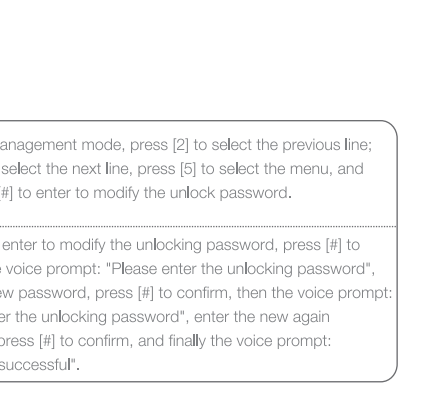 anagement mode, press [2] to select the previous line;
select the next line, press [5] to select the menu, and
[#] to enter to modify the unlock password.
enter to modify the unlocking password, press [#] to
e voice prompt: "Please enter the unlocking password",
ew password, press [#] to confirm, then the voice prompt:
er the unlocking password", enter the new again
press [#] to confirm, and finally the voice prompt:
successful".